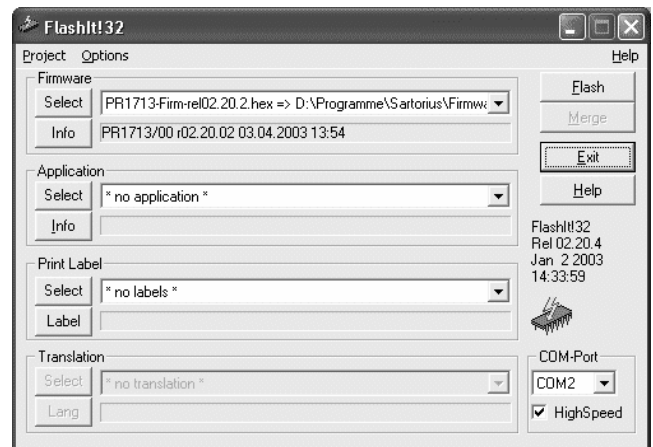 FlashIt!32
Project Options Help
Firmware
Select PR1713-Firm-rel02.20.2.hex => D:\Programme\Sartorius\Firmwa
Info PR1713/00 r02.20.02 03.04.2003 13:54
Application
Select * no application *
Info
Print Label
Select * no labels *
Label
Translation
Select * no translation *
Lang
Flash
Merge
Exit
Help
FlashIt!32
Rel 02.20.4
Jan 2 2003
14:33:59
COM-Port
COM2
HighSpeed